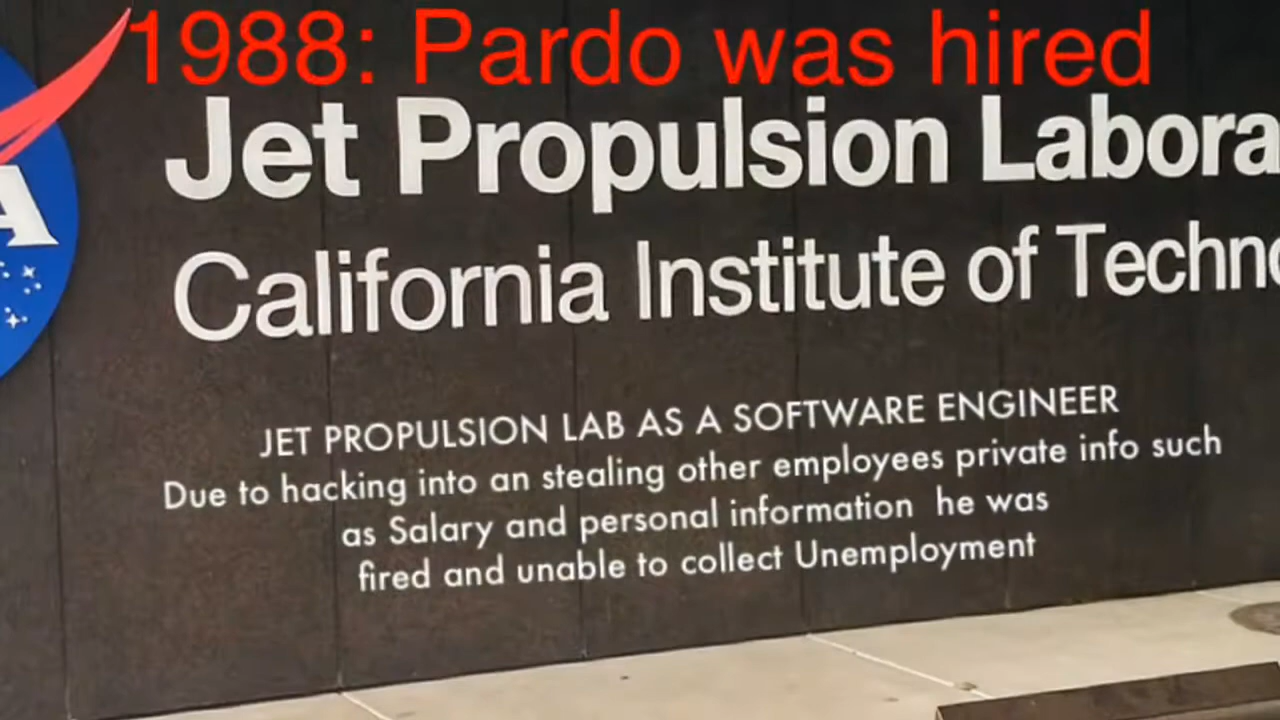 1988: Pardo was hired
Jet Propulsion Labora
California Institute of Techno
A
JET PROPULSION LAB AS A SOFTWARE ENGINEER
Due to hacking into an stealing other employees private info such
as Salary and personal information he was
fired and unable to collect Unemployment